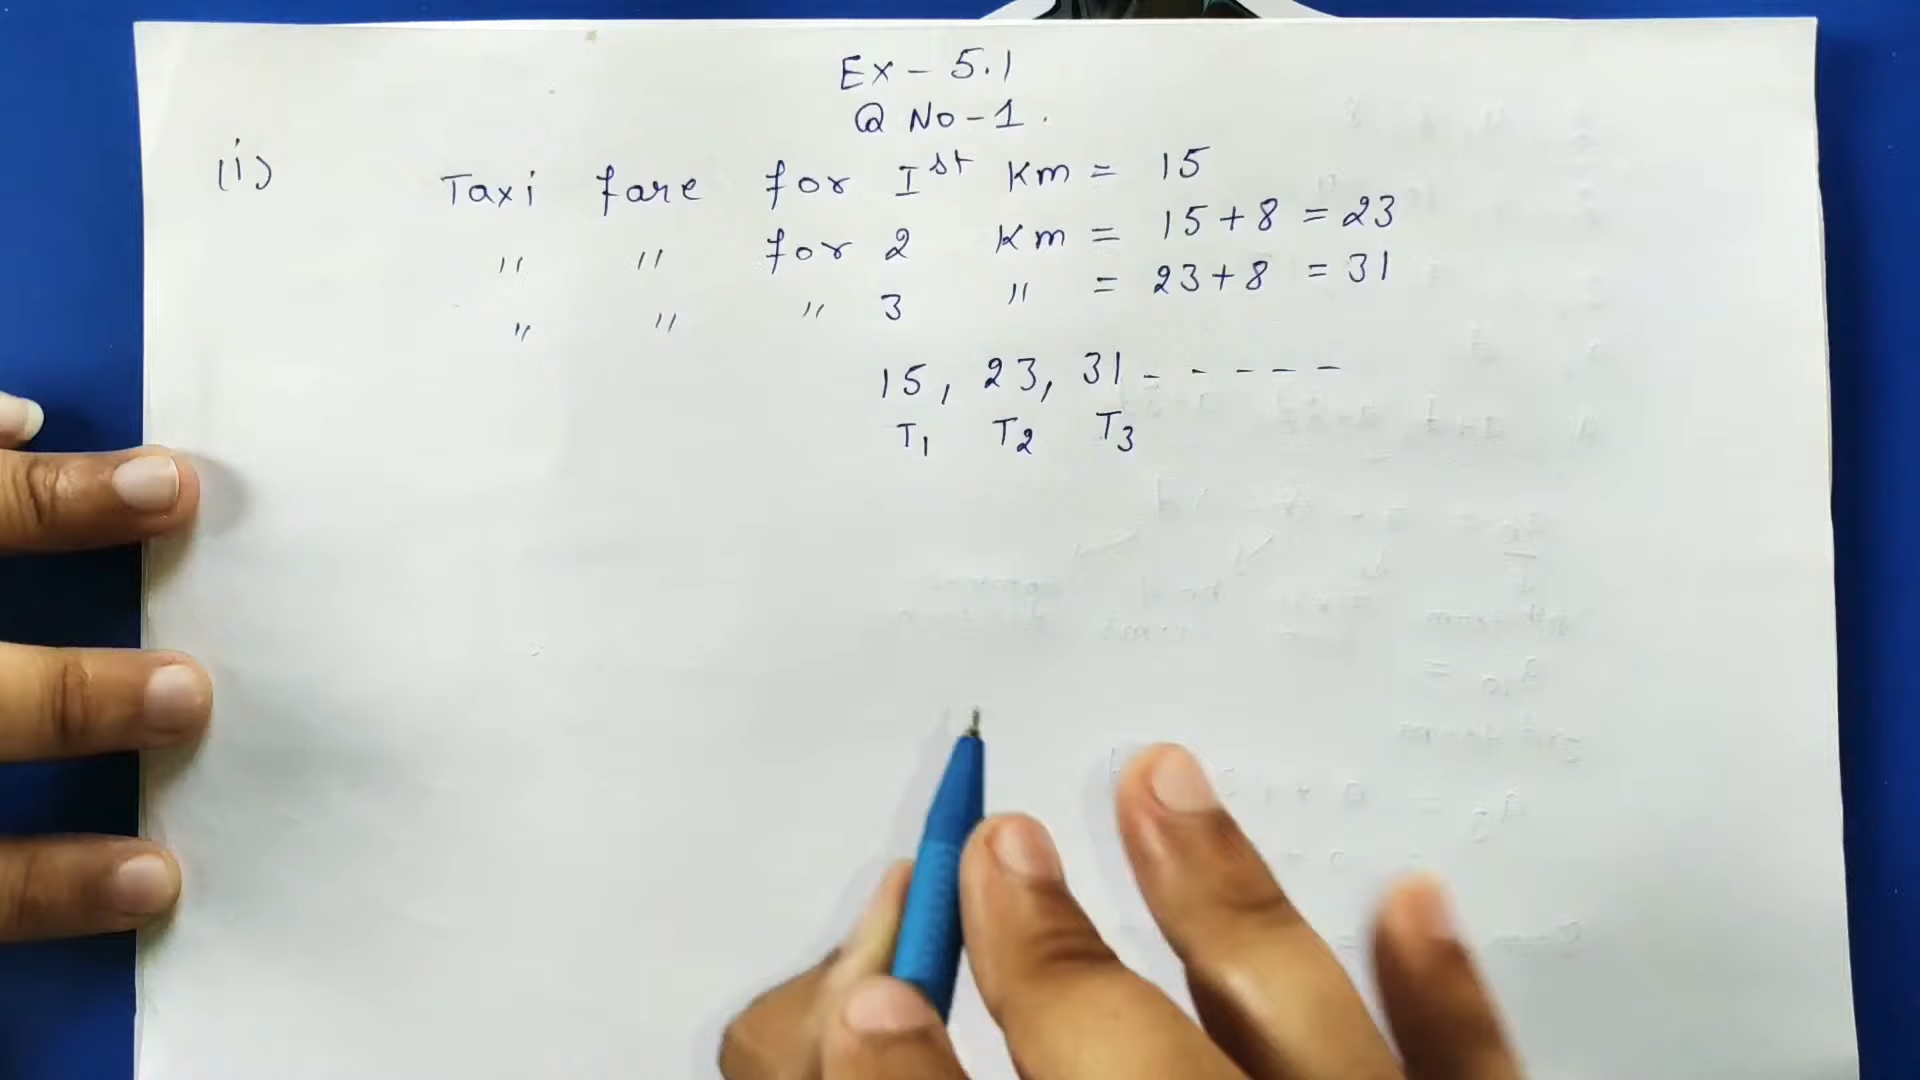 Ex - 5.1
Q No - 1.
(i) Taxi fare for Ist Km = 15
" " for 2 Km = 15 + 8 = 23
" " " 3 " = 23 + 8 = 31
15, 23, 31 - - - - -
T1 T2 T3